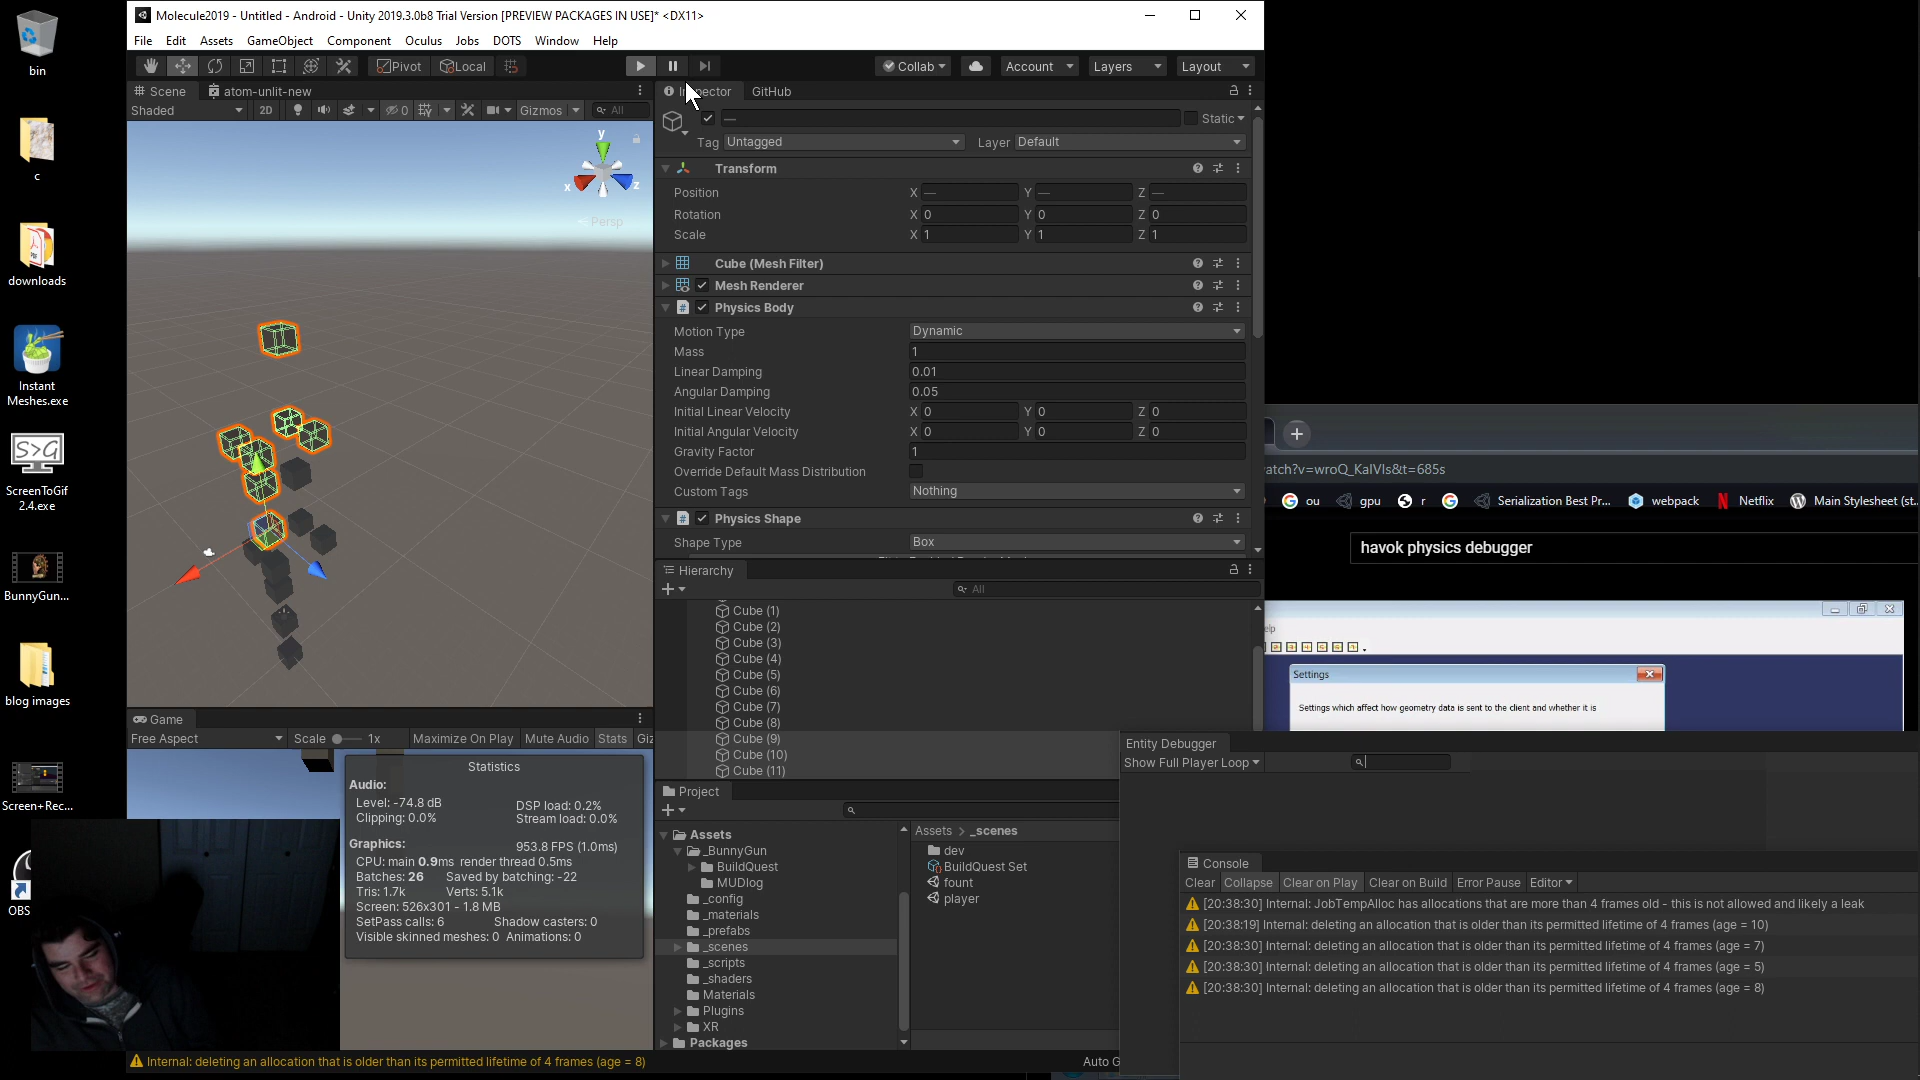 bin
c
downloads
Instant
Meshes.exe
S>G
ScreenToGif
2.4.exe
BunnyGun...
blog images
Screen+Rec...
OBS
Molecule2019 - Untitled - Android - Unity 2019.3.0b8 Trial Version [PREVIEW PACKAGES IN USE]* <DX11>
File Edit Assets GameObject Component Oculus Jobs DOTS Window Help
Pivot Local Collab Account Layers Layout
Scene atom-unlit-new
Shaded 2D 0 Gizmos All
y
x z
Persp
GitHub
— Static
Tag Untagged Layer Default
Transform
Position X — Y — Z —
Rotation X 0 Y 0 Z 0
Scale X 1 Y 1 Z 1
Cube (Mesh Filter)
Mesh Renderer
Physics Body
Motion Type Dynamic
Mass 1
Linear Damping 0.01
Angular Damping 0.05
Initial Linear Velocity X 0 Y 0 Z 0
Initial Angular Velocity X 0 Y 0 Z 0
Gravity Factor 1
Override Default Mass Distribution
Custom Tags Nothing
Physics Shape
Shape Type Box
Hierarchy
All
Cube (1)
Cube (2)
Cube (3)
Cube (4)
Cube (5)
Cube (6)
Cube (7)
Cube (8)
Cube (9)
Cube (10)
Cube (11)
Game
Free Aspect Scale 1x Maximize On Play Mute Audio Stats Giz
Statistics
Audio:
Level: -74.8 dB DSP load: 0.2%
Clipping: 0.0% Stream load: 0.0%
Graphics: 953.8 FPS (1.0ms)
CPU: main 0.9ms render thread 0.5ms
Batches: 26 Saved by batching: -22
Tris: 1.7k Verts: 5.1k
Screen: 526x301 - 1.8 MB
SetPass calls: 6 Shadow casters: 0
Visible skinned meshes: 0 Animations: 0
Project
Assets
_BunnyGun
BuildQuest
MUDlog
_config
_materials
_prefabs
_scenes
_scripts
_shaders
Materials
Plugins
XR
Packages
Assets > _scenes
dev
BuildQuest Set
fount
player
Internal: deleting an allocation that is older than its permitted lifetime of 4 frames (age = 8)
Auto G
atch?v=wroQ_KaIVIs&t=685s
ou gpu r Serialization Best Pr... webpack Netflix Main Stylesheet (st...
havok physics debugger
elp
Settings
Settings which affect how geometry data is sent to the client and whether it is
Entity Debugger
Show Full Player Loop
Console
Clear Collapse Clear on Play Clear on Build Error Pause Editor
[20:38:30] Internal: JobTempAlloc has allocations that are more than 4 frames old - this is not allowed and likely a leak
[20:38:19] Internal: deleting an allocation that is older than its permitted lifetime of 4 frames (age = 10)
[20:38:30] Internal: deleting an allocation that is older than its permitted lifetime of 4 frames (age = 7)
[20:38:30] Internal: deleting an allocation that is older than its permitted lifetime of 4 frames (age = 5)
[20:38:30] Internal: deleting an allocation that is older than its permitted lifetime of 4 frames (age = 8)